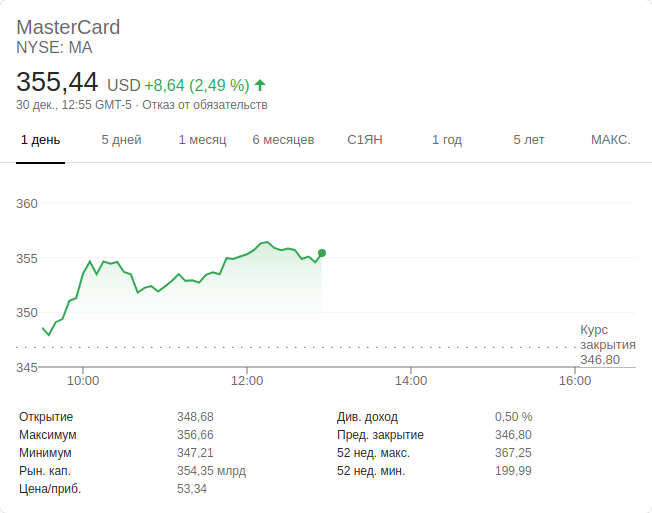 MasterCard
NYSE: MA
355,44 USD +8,64 (2,49 %)
30 дек., 12:55 GMT-5 · Отказ от обязательств
1 день 5 дней 1 месяц 6 месяцев С1ЯН 1 год 5 лет МАКС.
360
355
350
Курс
закрытия
346,80
345
10:00 12:00 14:00 16:00
Открытие 348,68 Див. доход 0,50 %
Максимум 356,66 Пред. закрытие 346,80
Минимум 347,21 52 нед. макс. 367,25
Рын. кап. 354,35 млрд 52 нед. мин. 199,99
Цена/приб. 53,34